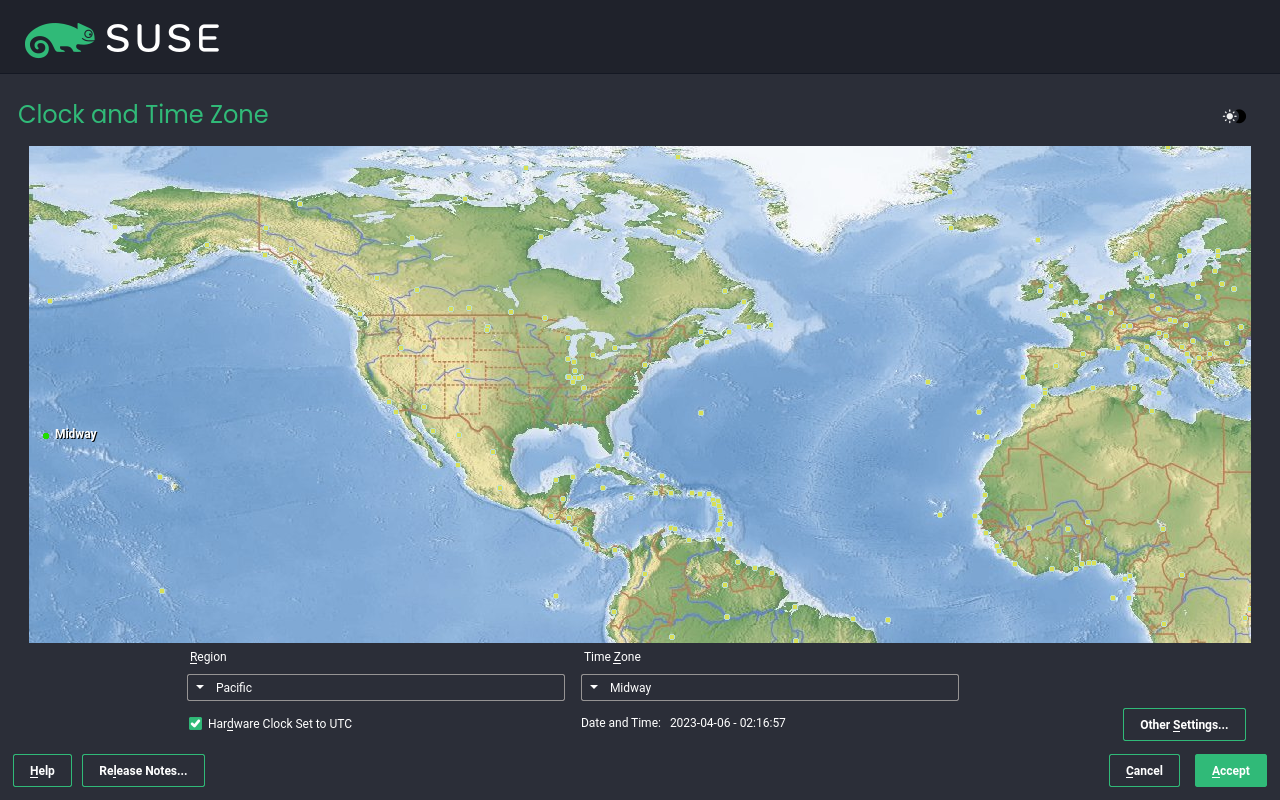 SUSE
Clock and Time Zone
Midway
Region
Time Zone
Pacific
Midway
Hardware Clock Set to UTC
Date and Time: 2023-04-06 - 02:16:57
Other Settings...
Help
Release Notes...
Cancel
Accept